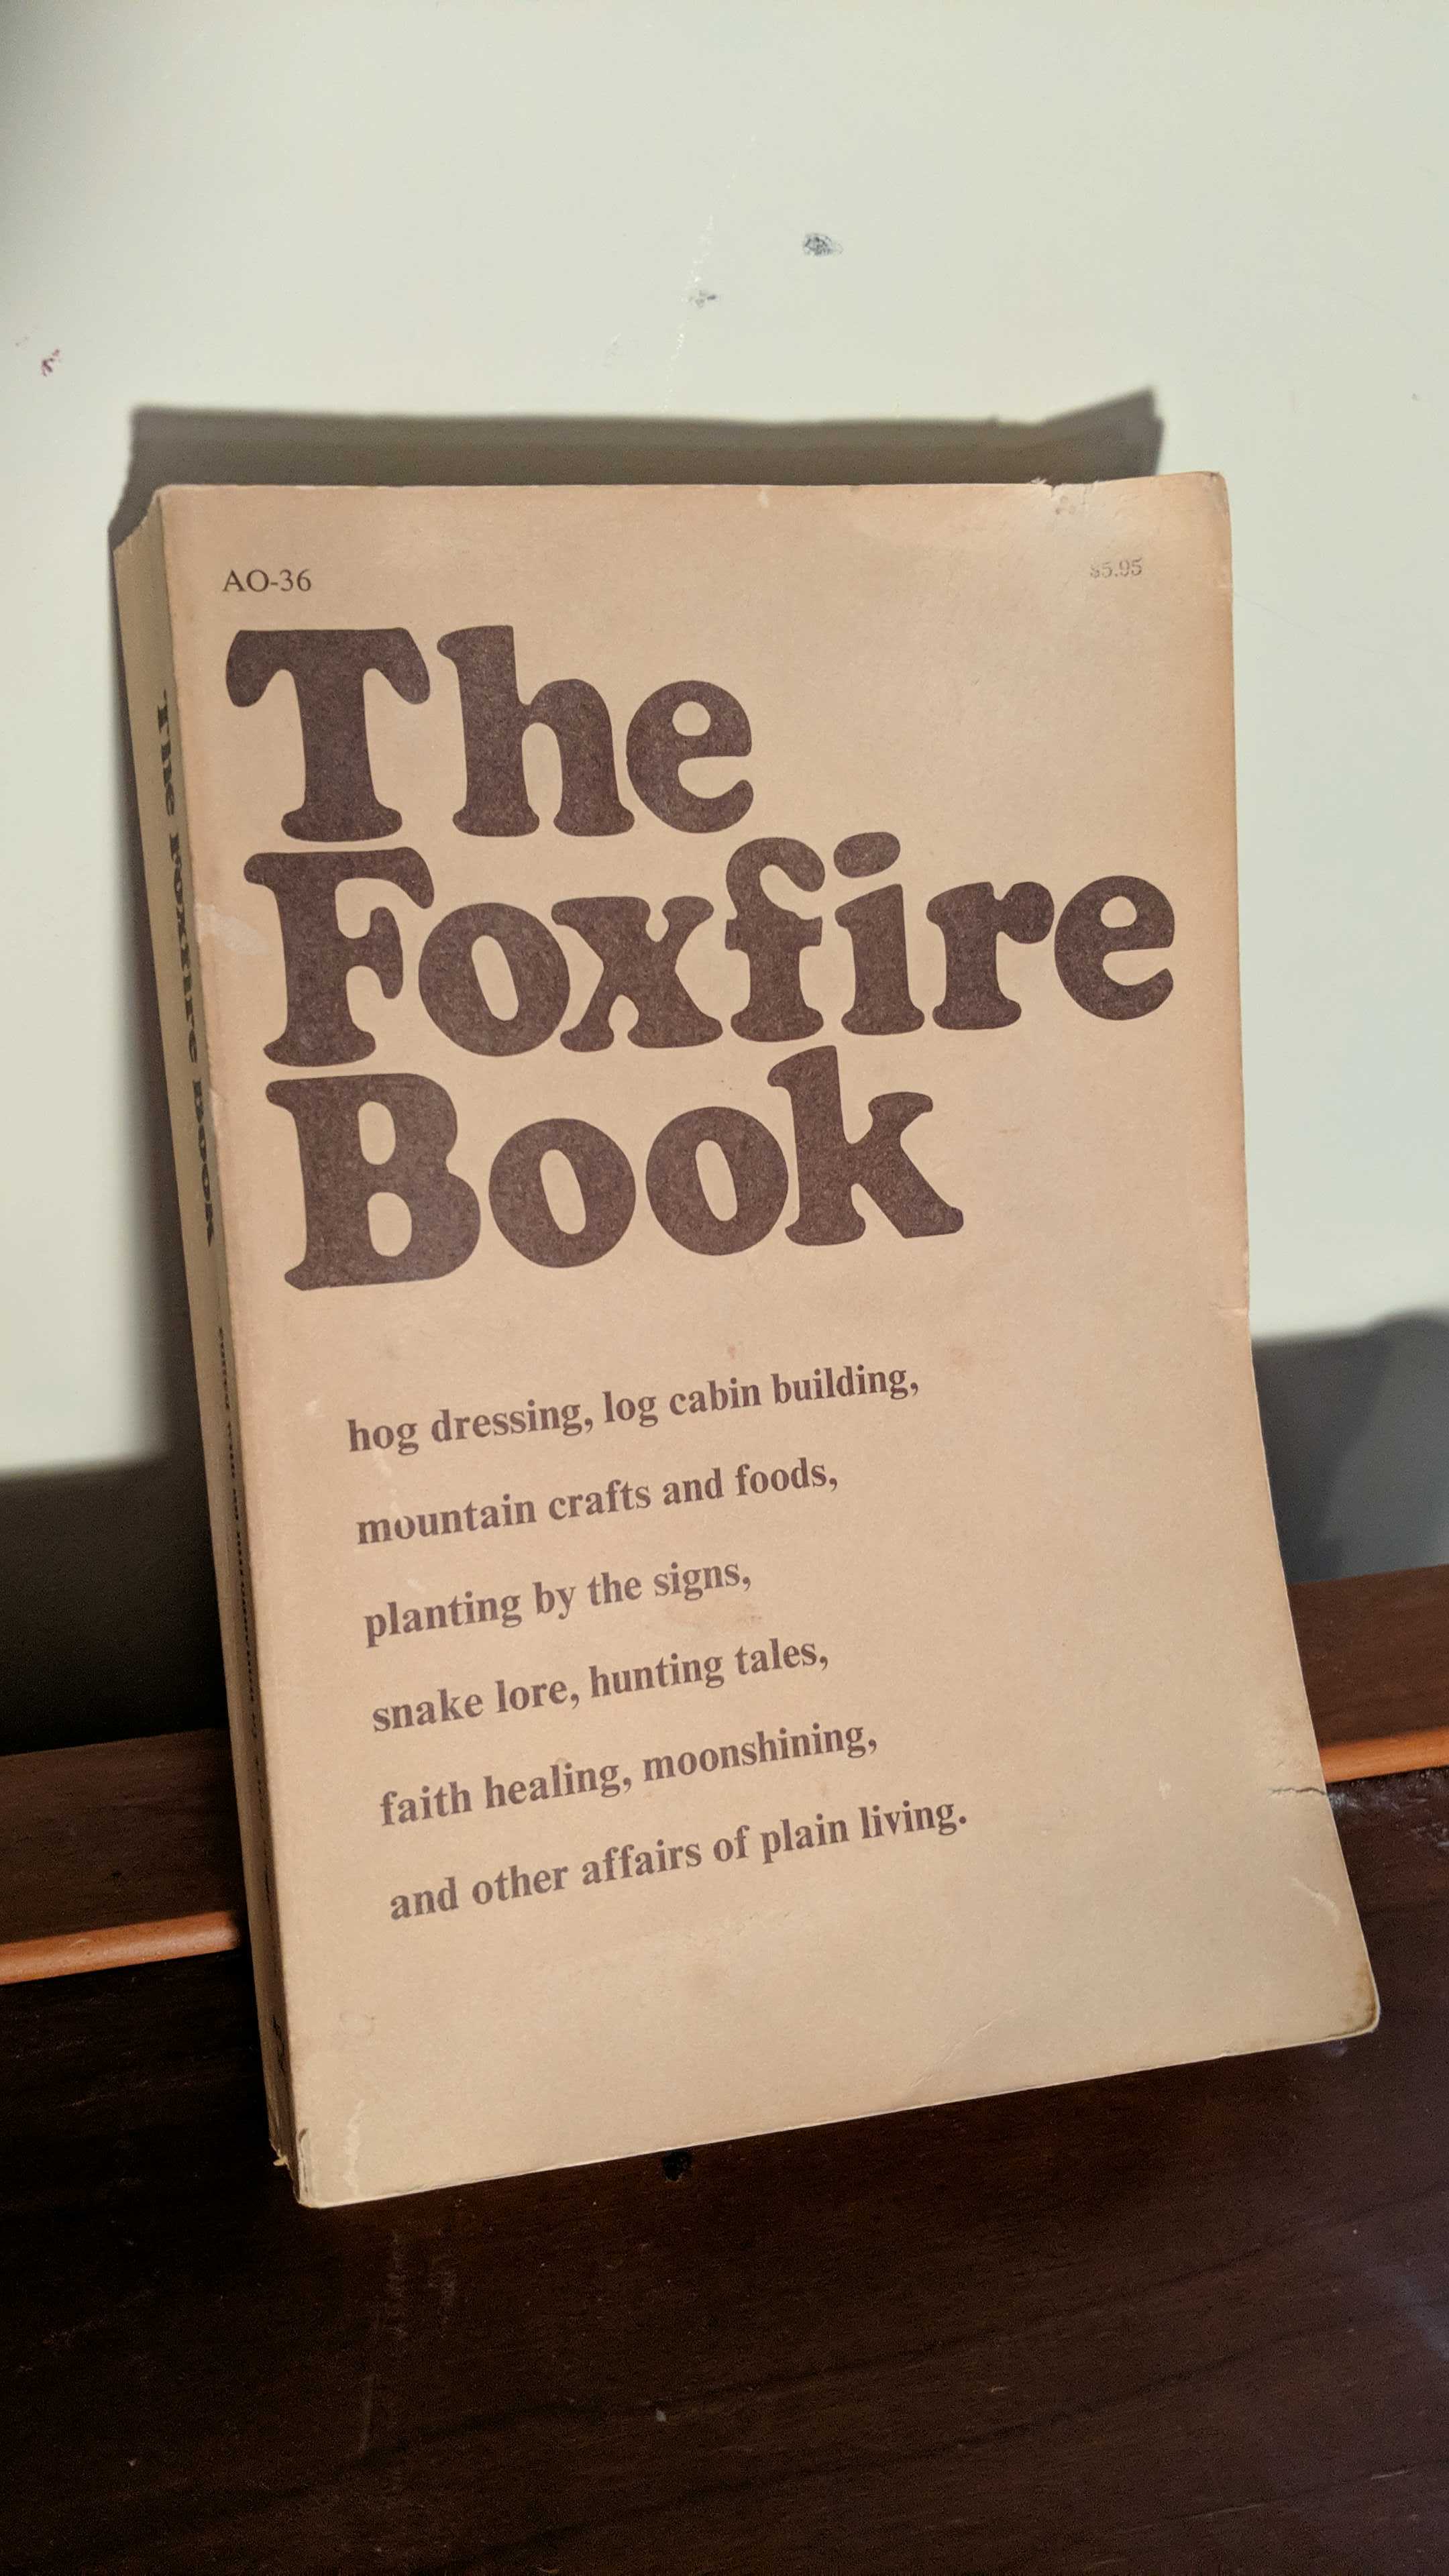 AO-36
$5.95
The
Foxfire
Book
hog dressing, log cabin building,
mountain crafts and foods,
planting by the signs,
snake lore, hunting tales,
faith healing, moonshining,
and other affairs of plain living.
The Foxfire Book